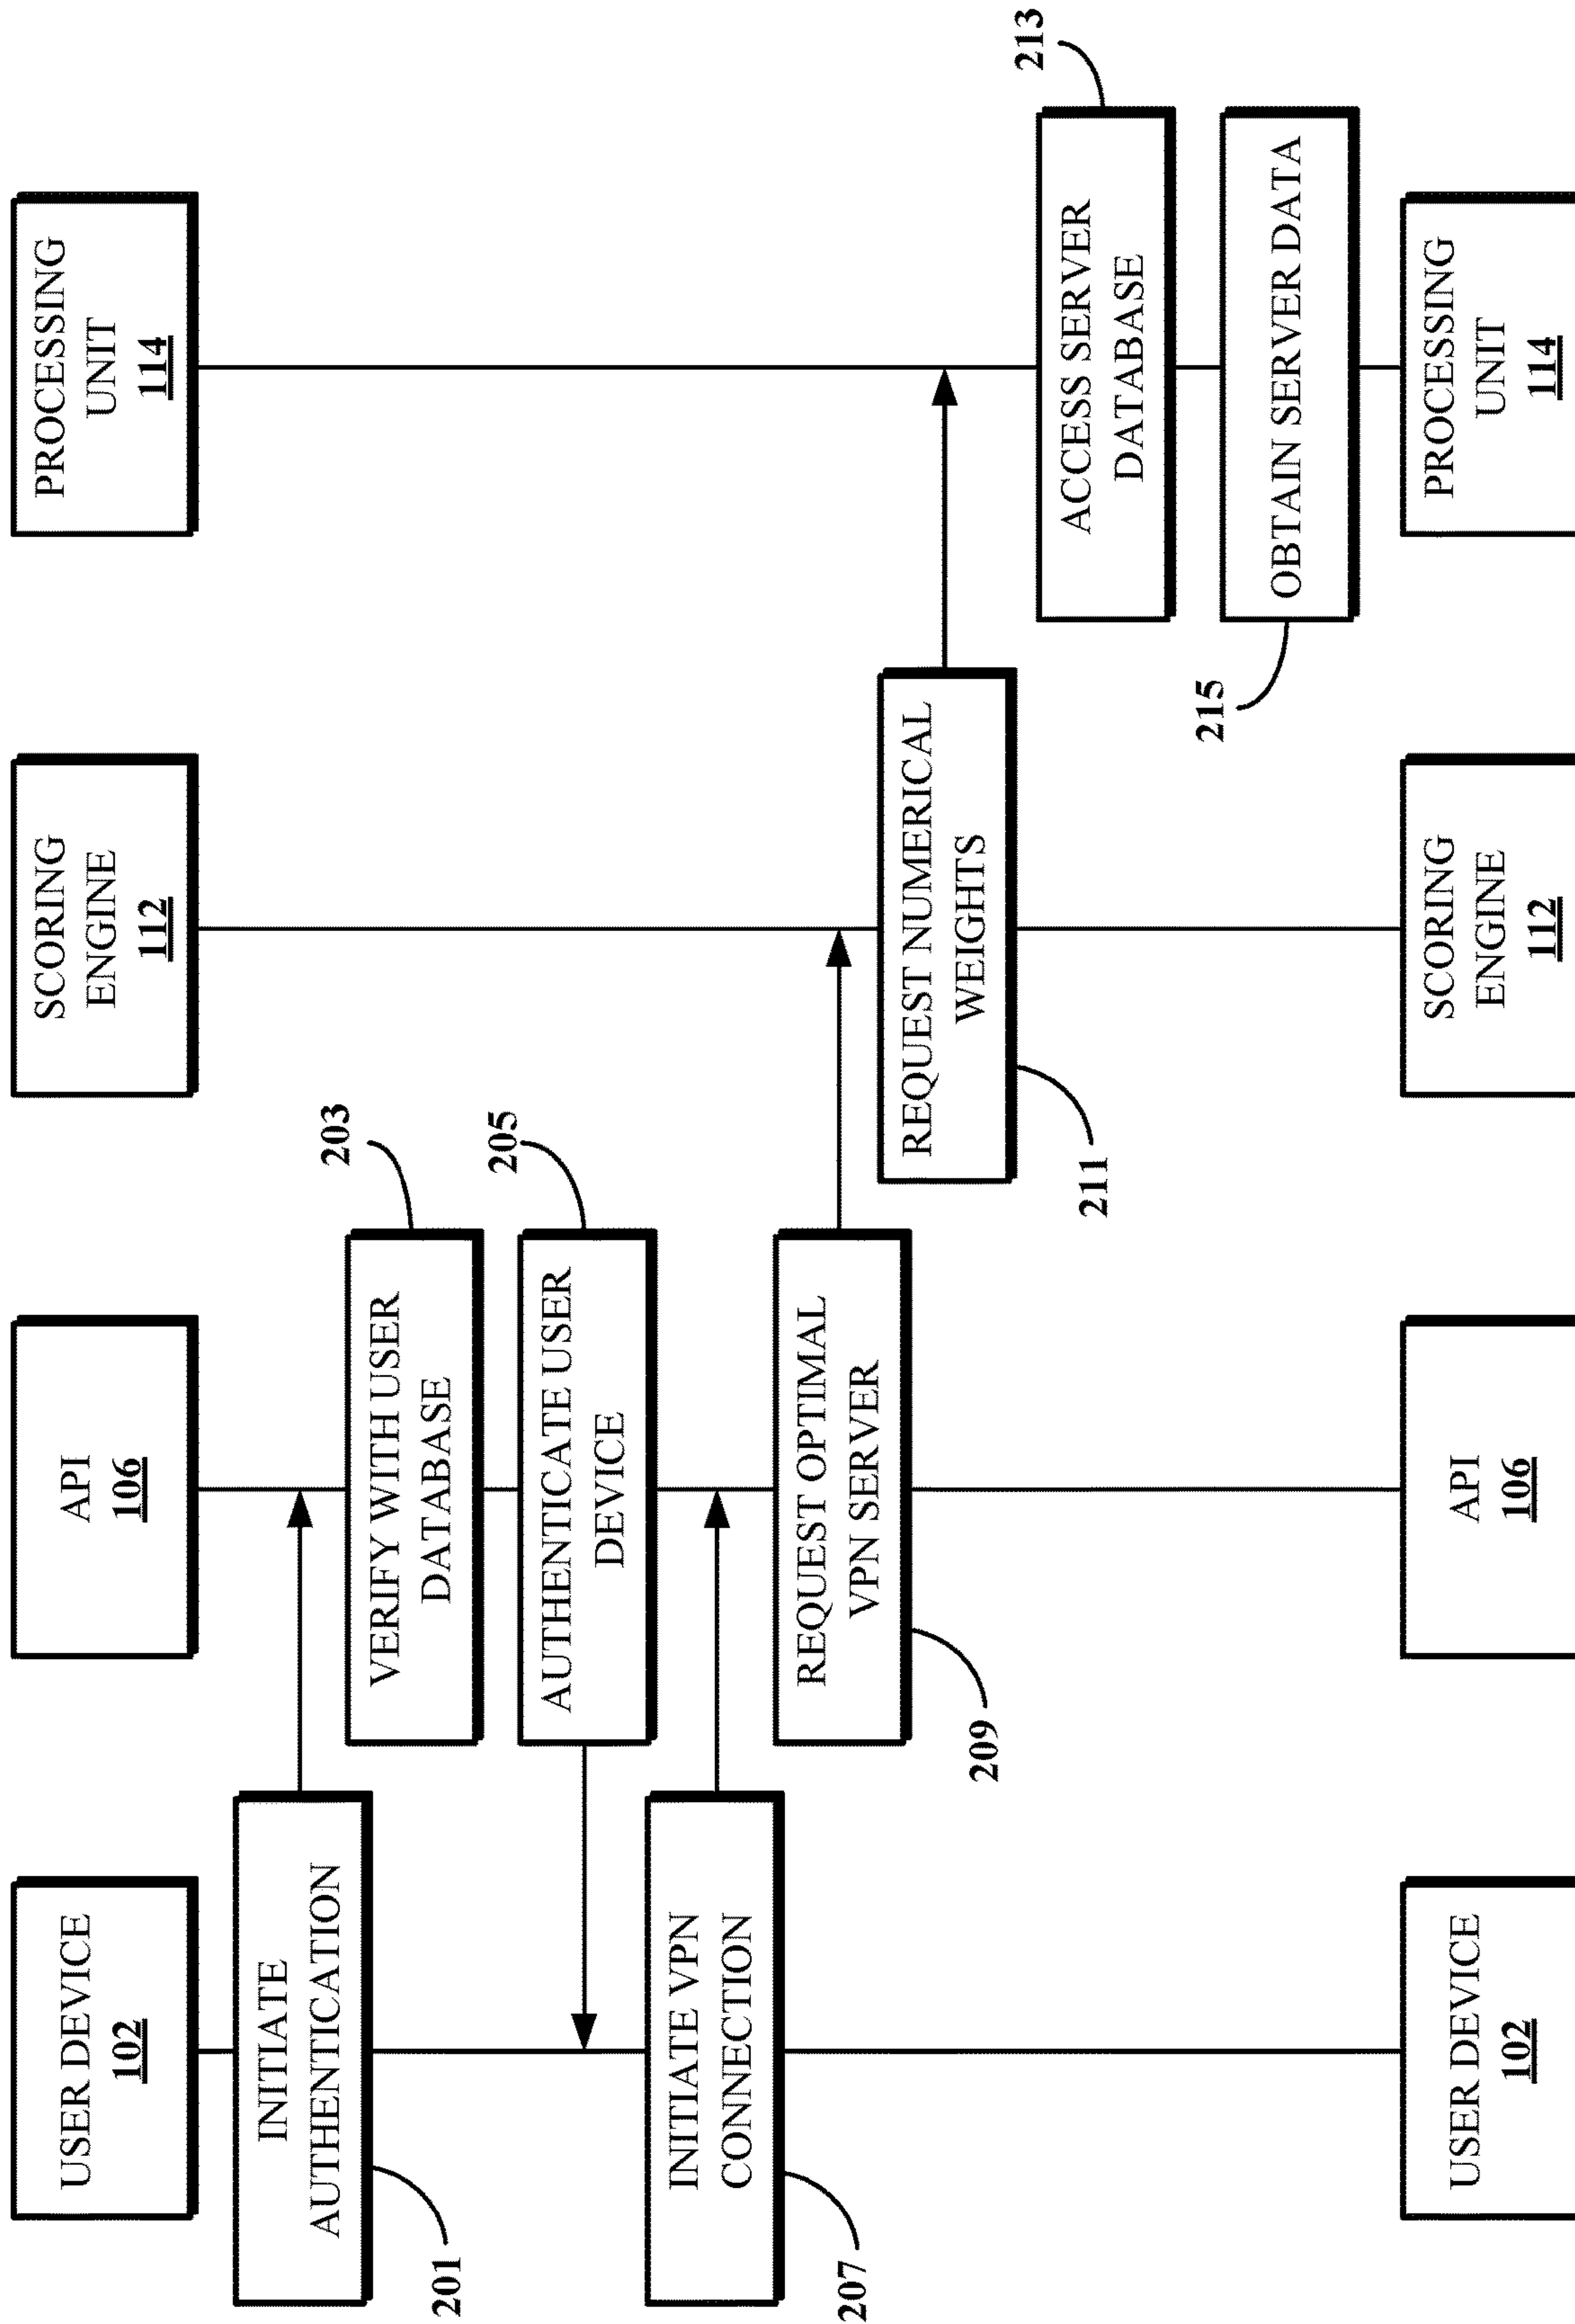 USER DEVICE
102
API
106
SCORING
ENGINE
112
PROCESSING
UNIT
114
INITIATE
AUTHENTICATION
201
VERIFY WITH USER
DATABASE
203
AUTHENTICATE USER
DEVICE
205
INITIATE VPN
CONNECTION
207
REQUEST OPTIMAL
VPN SERVER
209
REQUEST NUMERICAL
WEIGHTS
211
ACCESS SERVER
DATABASE
213
OBTAIN SERVER DATA
215
USER DEVICE
102
API
106
SCORING
ENGINE
112
PROCESSING
UNIT
114